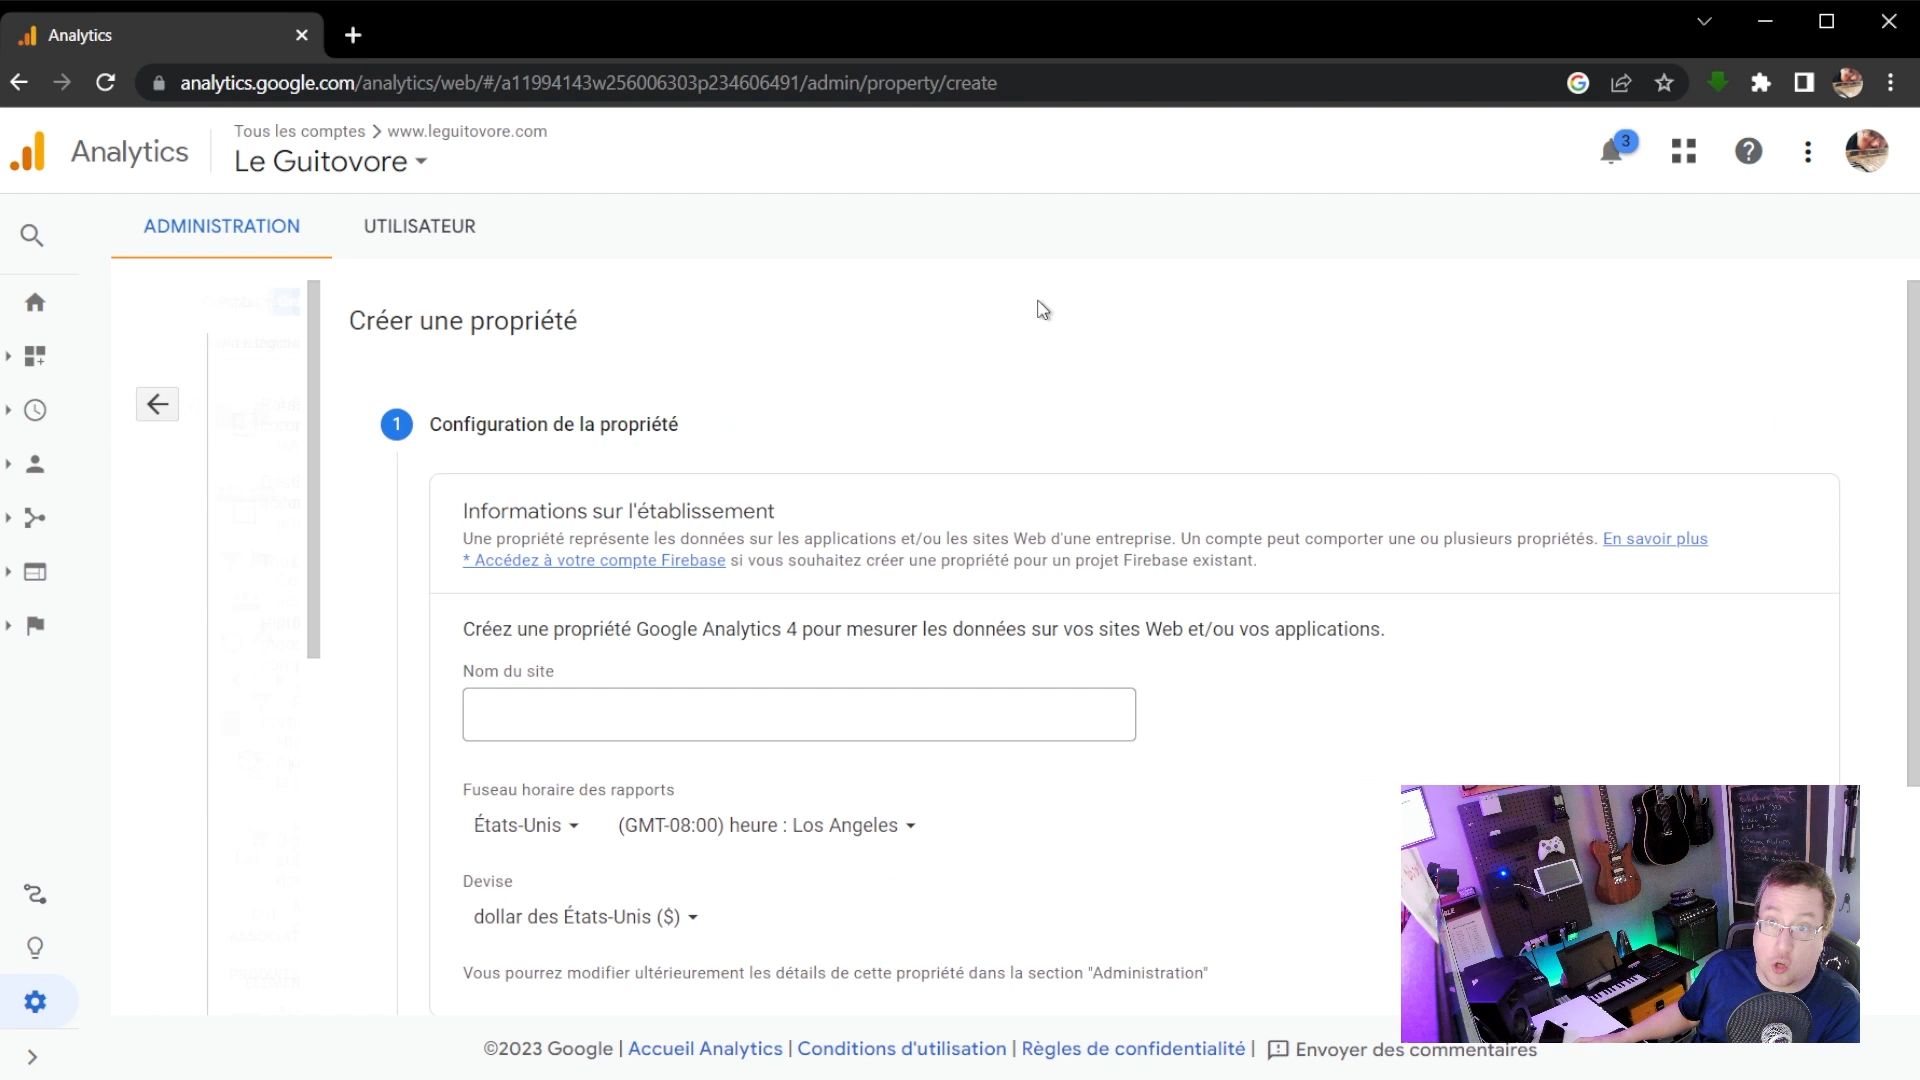 Analytics
analytics.google.com/analytics/web/#/a11994143w256006303p234606491/admin/property/create
Analytics
Tous les comptes > www.leguitovore.com
Le Guitovore
3
ADMINISTRATION
UTILISATEUR
Créer une propriété
1
Configuration de la propriété
Informations sur l'établissement
Une propriété représente les données sur les applications et/ou les sites Web d'une entreprise. Un compte peut comporter une ou plusieurs propriétés. En savoir plus
* Accédez à votre compte Firebase si vous souhaitez créer une propriété pour un projet Firebase existant.
Créez une propriété Google Analytics 4 pour mesurer les données sur vos sites Web et/ou vos applications.
Nom du site
Fuseau horaire des rapports
États-Unis
(GMT-08:00) heure : Los Angeles
Devise
dollar des États-Unis ($)
Vous pourrez modifier ultérieurement les détails de cette propriété dans la section "Administration"
©2023 Google | Accueil Analytics | Conditions d'utilisation | Règles de confidentialité | Envoyer des commentaires